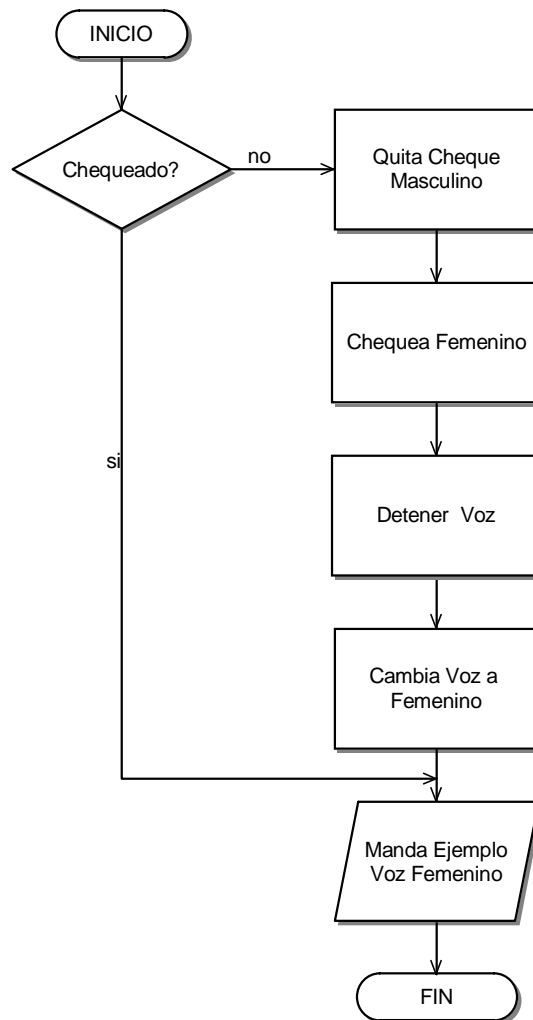 INICIO
Chequeado?
no
Quita Cheque
Masculino
Chequea Femenino
si
Detener Voz
Cambia Voz a
Femenino
Manda Ejemplo
Voz Femenino
FIN